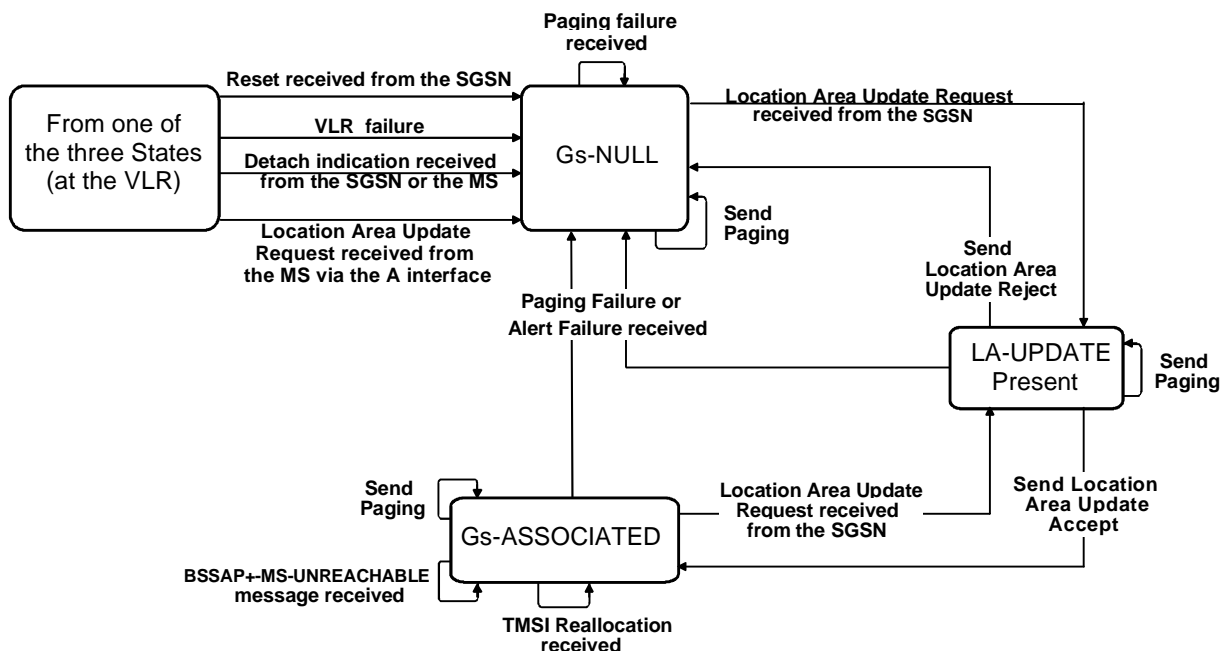 Paging failure
received
Reset received from the SGSN
From one of
the three States
(at the VLR)
VLR failure
Detach indication received
from the SGSN or the MS
Location Area Update
Request received from
the MS via the A interface
Gs-NULL
Location Area Update Request
received from the SGSN
Send
Paging
Send
Location Area
Update Reject
Paging Failure or
Alert Failure received
LA-UPDATE
Present
Send
Paging
Send
Paging
Gs-ASSOCIATED
Location Area Update
Request received
from the SGSN
Send Location
Area Update
Accept
BSSAP+-MS-UNREACHABLE
message received
TMSI Reallocation
received